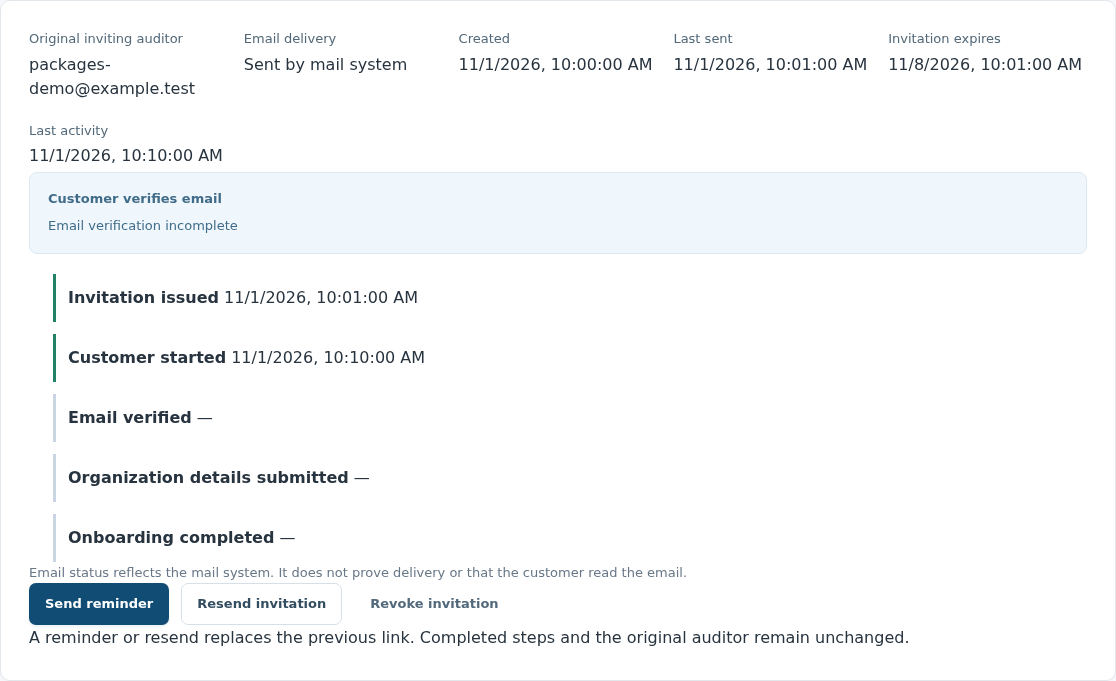 Original inviting auditor
packages-
demo@example.test
Email delivery
Sent by mail system
Created
11/1/2026, 10:00:00 AM
Last sent
11/1/2026, 10:01:00 AM
Invitation expires
11/8/2026, 10:01:00 AM
Last activity
11/1/2026, 10:10:00 AM
Customer verifies email
Email verification incomplete
Invitation issued 11/1/2026, 10:01:00 AM
Customer started 11/1/2026, 10:10:00 AM
Email verified —
Organization details submitted —
Onboarding completed —
Email status reflects the mail system. It does not prove delivery or that the customer read the email.
Send reminder
Resend invitation
Revoke invitation
A reminder or resend replaces the previous link. Completed steps and the original auditor remain unchanged.